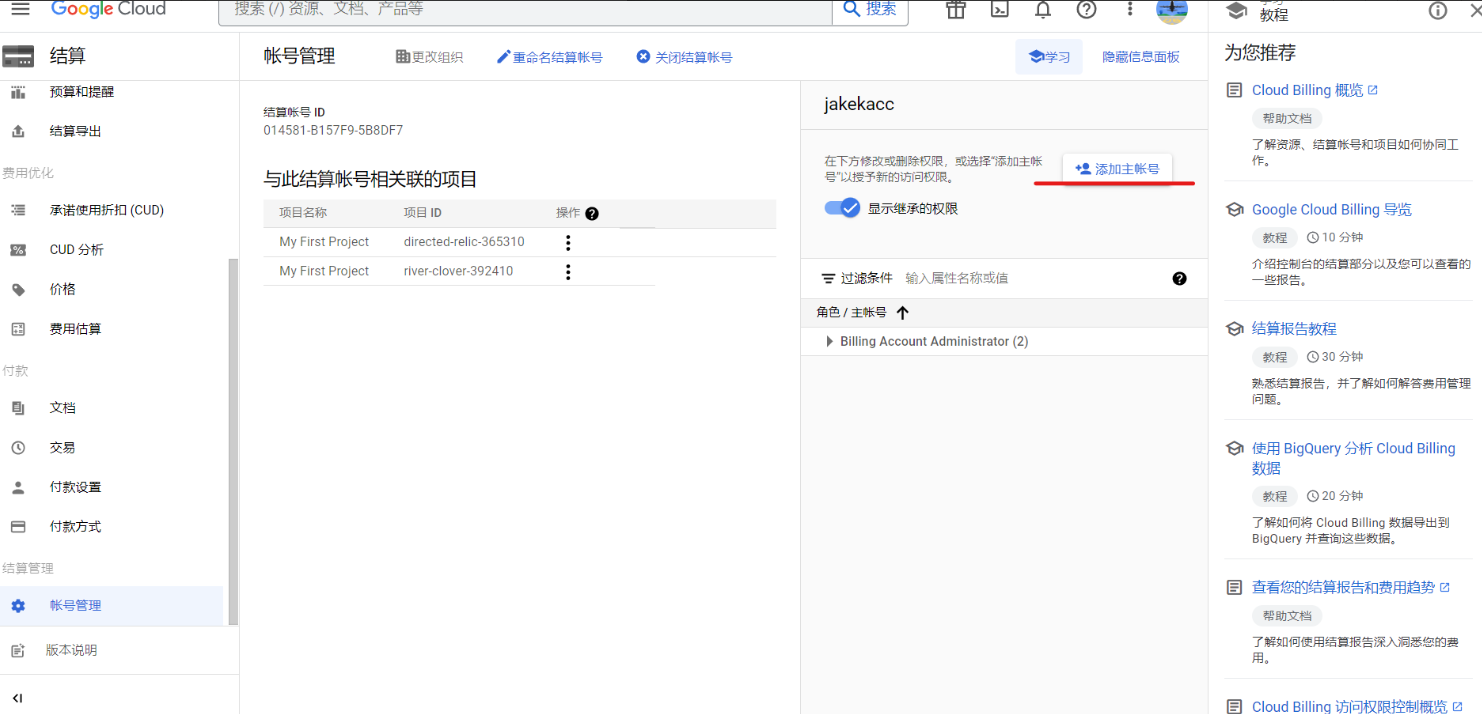 Google Cloud
搜索 (/) 资源、文档、产品等
搜索
教程
结算
预算和提醒
结算导出
费用优化
承诺使用折扣 (CUD)
CUD 分析
价格
费用估算
付款
文档
交易
付款设置
付款方式
结算管理
帐号管理
版本说明
帐号管理
更改组织
重命名结算帐号
关闭结算帐号
学习
隐藏信息面板
结算帐号 ID
014581-B157F9-5B8DF7
与此结算帐号相关联的项目
项目名称 项目 ID 操作
My First Project directed-relic-365310
My First Project river-clover-392410
jakekacc
在下方修改或删除权限，或选择“添加主帐
号”以授予新的访问权限。
添加主帐号
显示继承的权限
过滤条件 输入属性名称或值
角色 / 主帐号
Billing Account Administrator (2)
为您推荐
Cloud Billing 概览
帮助文档
了解资源、结算帐号和项目如何协同工
作。
Google Cloud Billing 导览
教程 10 分钟
介绍控制台的结算部分以及您可以查看的
一些报告。
结算报告教程
教程 30 分钟
熟悉结算报告，并了解如何解答费用管理
问题。
使用 BigQuery 分析 Cloud Billing
数据
教程 20 分钟
了解如何将 Cloud Billing 数据导出到
BigQuery 并查询这些数据。
查看您的结算报告和费用趋势
帮助文档
了解如何使用结算报告深入洞悉您的费
用。
Cloud Billing 访问权限控制概览